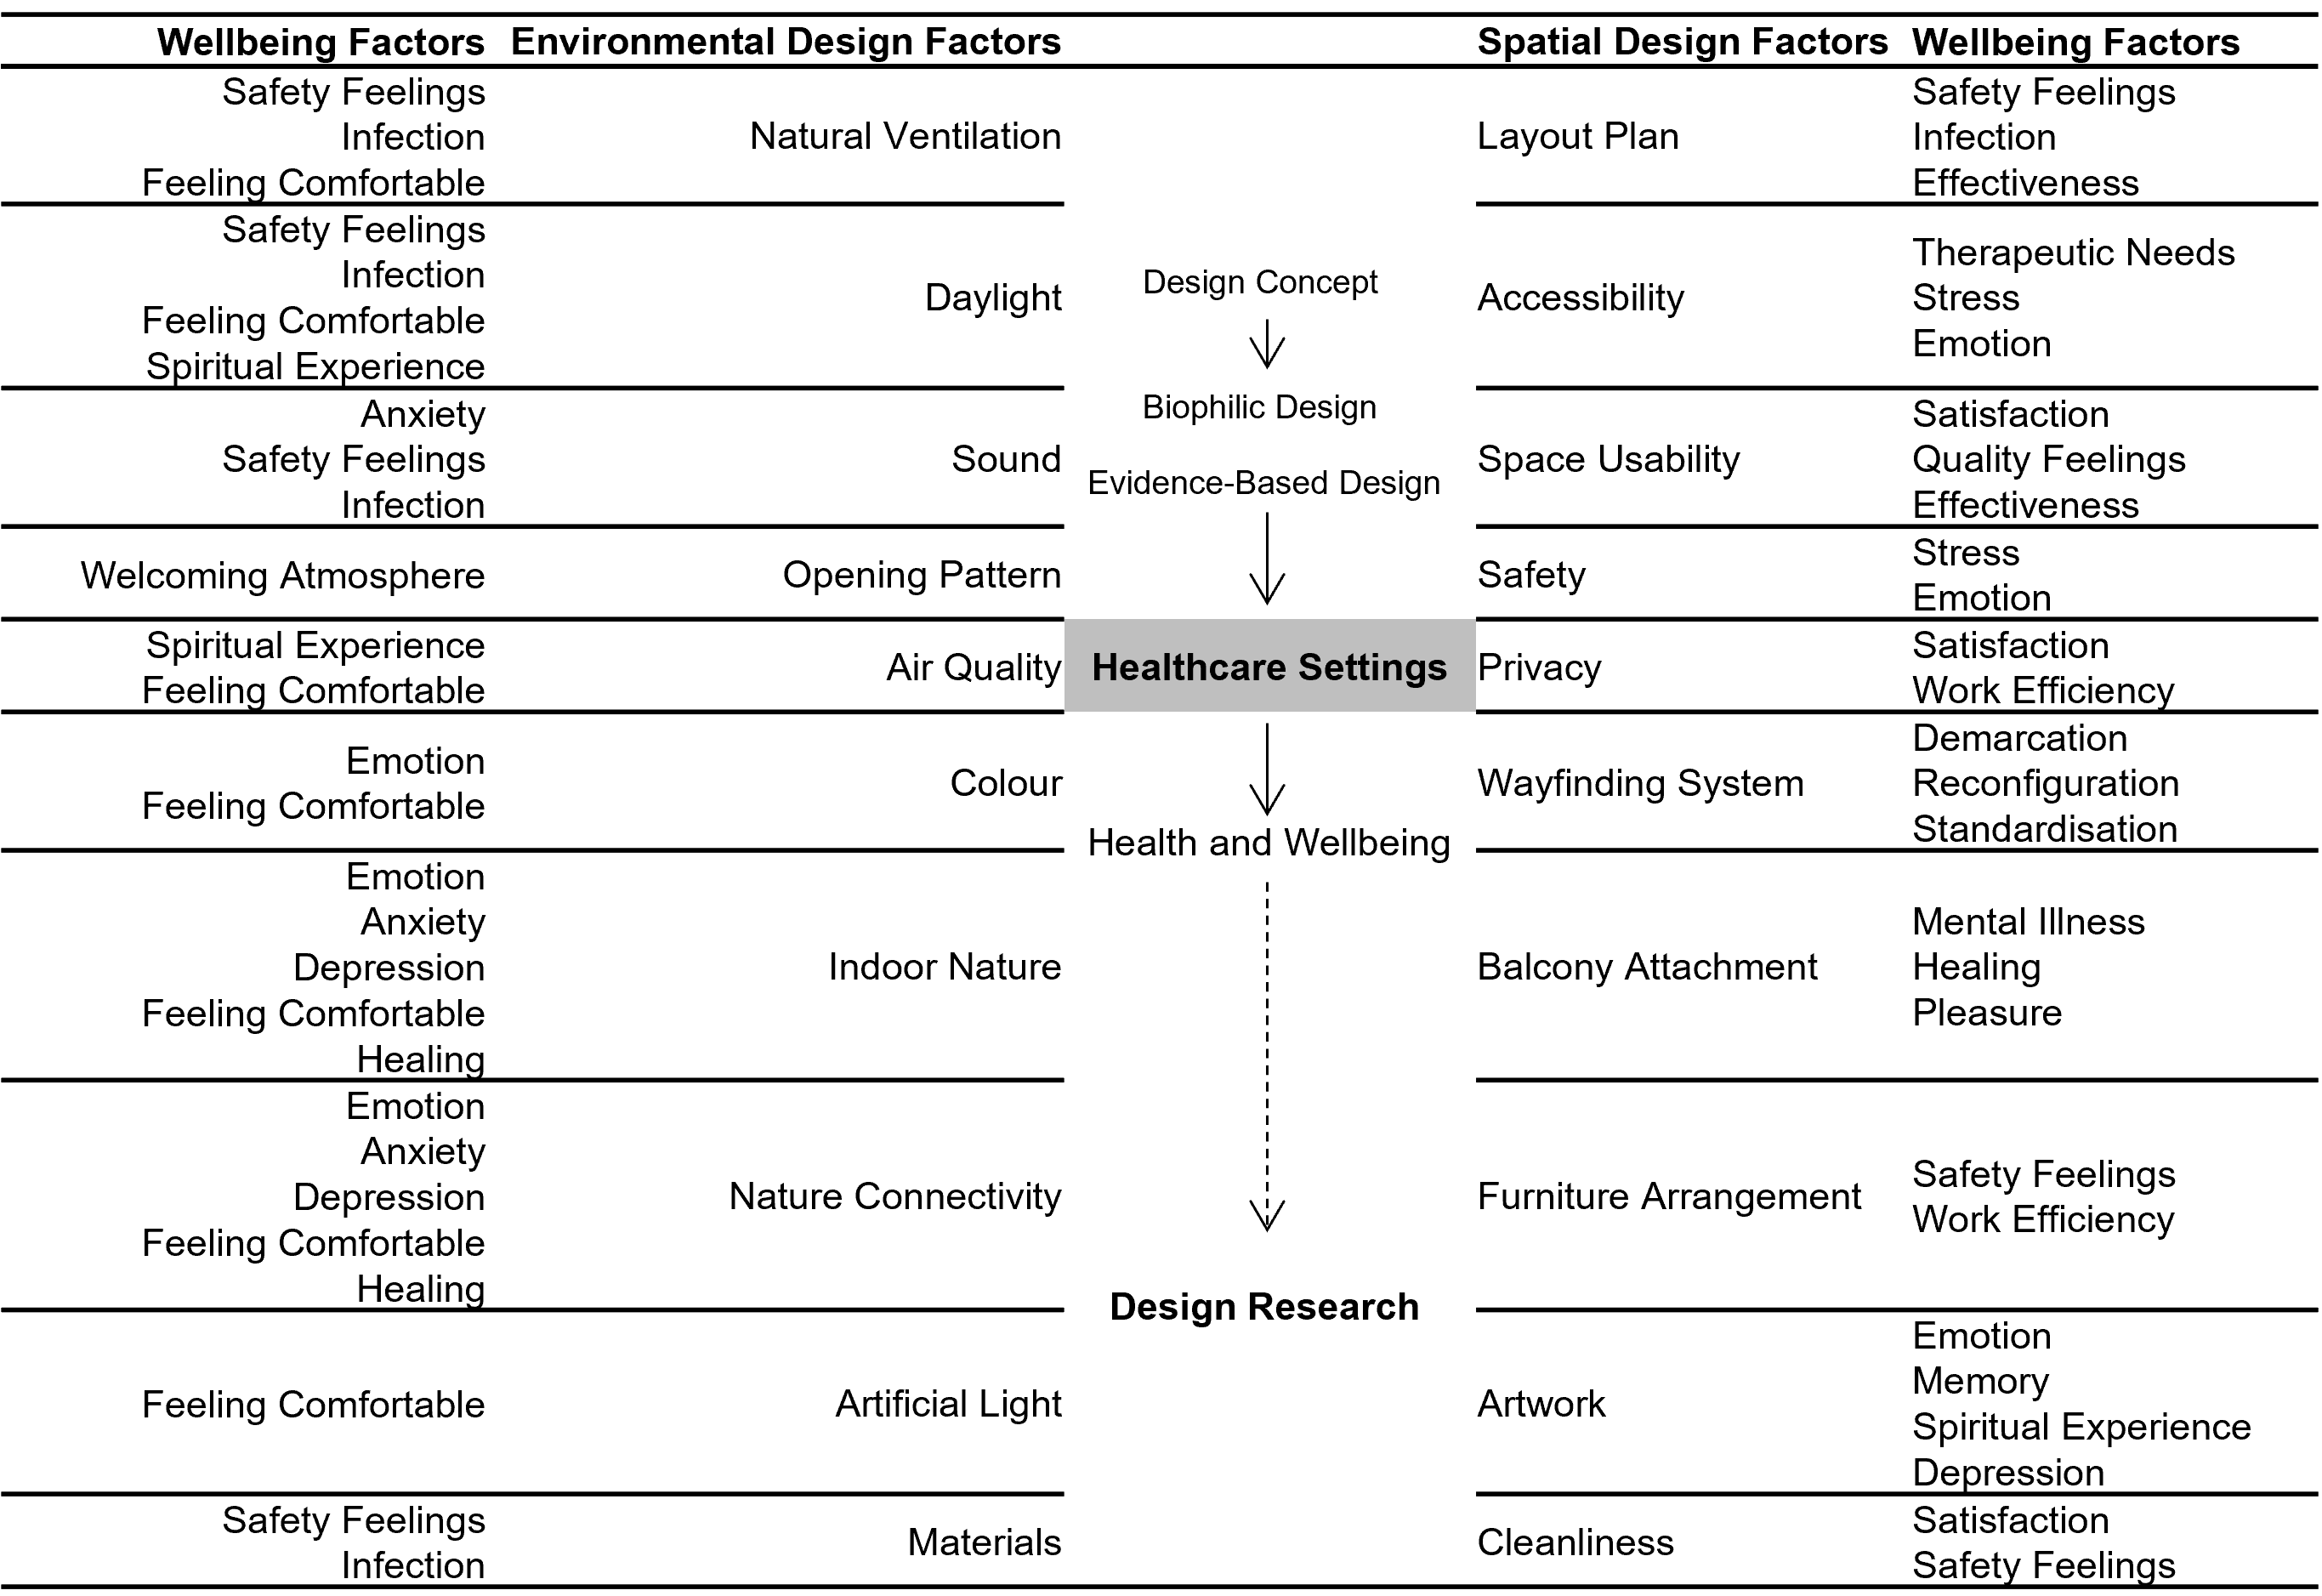 Wellbeing Factors Environmental Design Factors Spatial Design Factors Wellbeing Factors
Safety Feelings
Infection
Feeling Comfortable
Natural Ventilation
Layout Plan
Safety Feelings
Infection
Effectiveness
Safety Feelings
Infection
Feeling Comfortable
Spiritual Experience
Daylight
Accessibility
Therapeutic Needs
Stress
Emotion
Anxiety
Safety Feelings
Infection
Sound
Space Usability
Satisfaction
Quality Feelings
Effectiveness
Welcoming Atmosphere
Opening Pattern
Safety
Stress
Emotion
Spiritual Experience
Feeling Comfortable
Air Quality
Privacy
Satisfaction
Work Efficiency
Emotion
Feeling Comfortable
Colour
Wayfinding System
Demarcation
Reconfiguration
Standardisation
Emotion
Anxiety
Depression
Feeling Comfortable
Healing
Indoor Nature
Balcony Attachment
Mental Illness
Healing
Pleasure
Emotion
Anxiety
Depression
Feeling Comfortable
Healing
Nature Connectivity
Furniture Arrangement
Safety Feelings
Work Efficiency
Feeling Comfortable
Artificial Light
Artwork
Emotion
Memory
Spiritual Experience
Depression
Safety Feelings
Infection
Materials
Cleanliness
Satisfaction
Safety Feelings
Design Concept
Biophilic Design
Evidence-Based Design
Healthcare Settings
Health and Wellbeing
Design Research